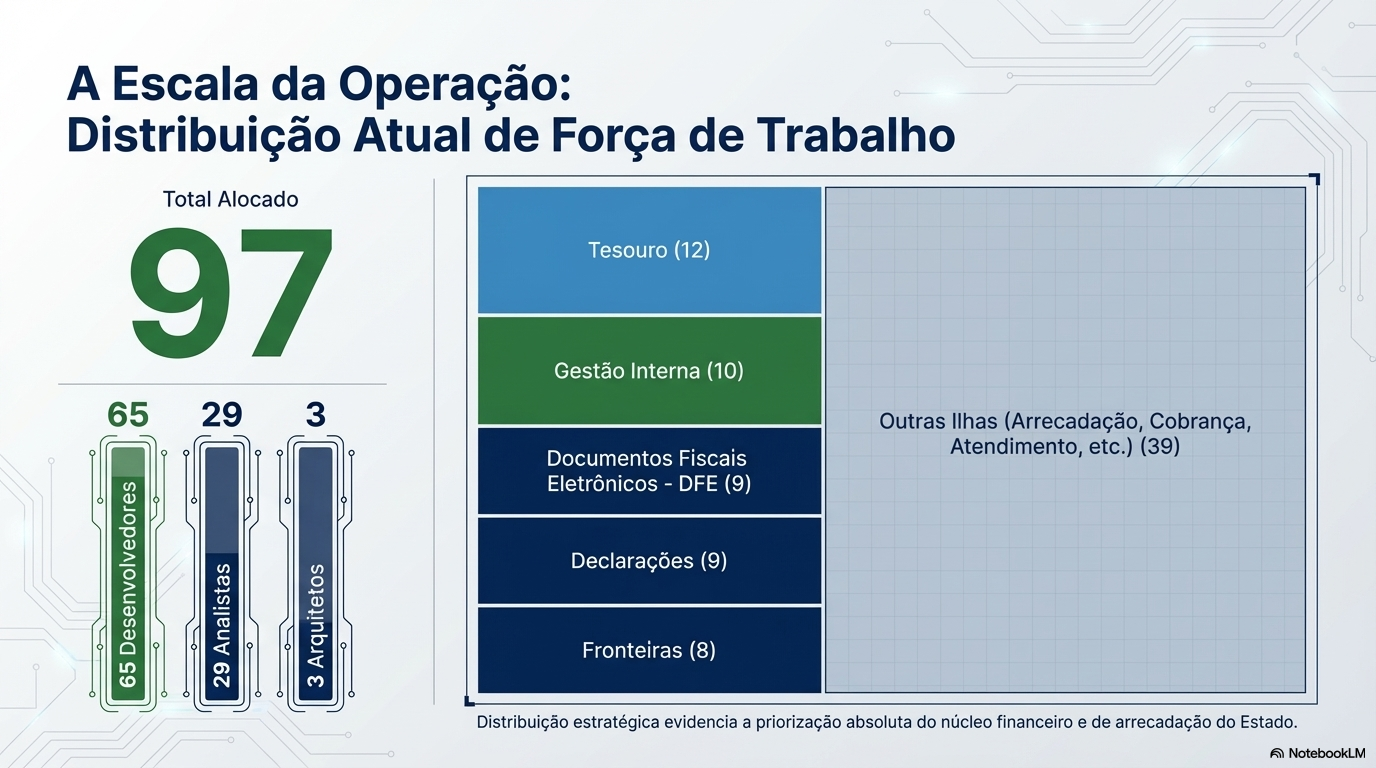 A Escala da Operação:
Distribuição Atual de Força de Trabalho
Total Alocado
97
65
29
3
65 Desenvolvedores
29 Analistas
3 Arquitetos
Tesouro (12)
Gestão Interna (10)
Documentos Fiscais
Eletrônicos - DFE (9)
Declarações (9)
Fronteiras (8)
Outras Ilhas (Arrecadação, Cobrança,
Atendimento, etc.) (39)
Distribuição estratégica evidencia a priorização absoluta do núcleo financeiro e de arrecadação do Estado.
NotebookLM